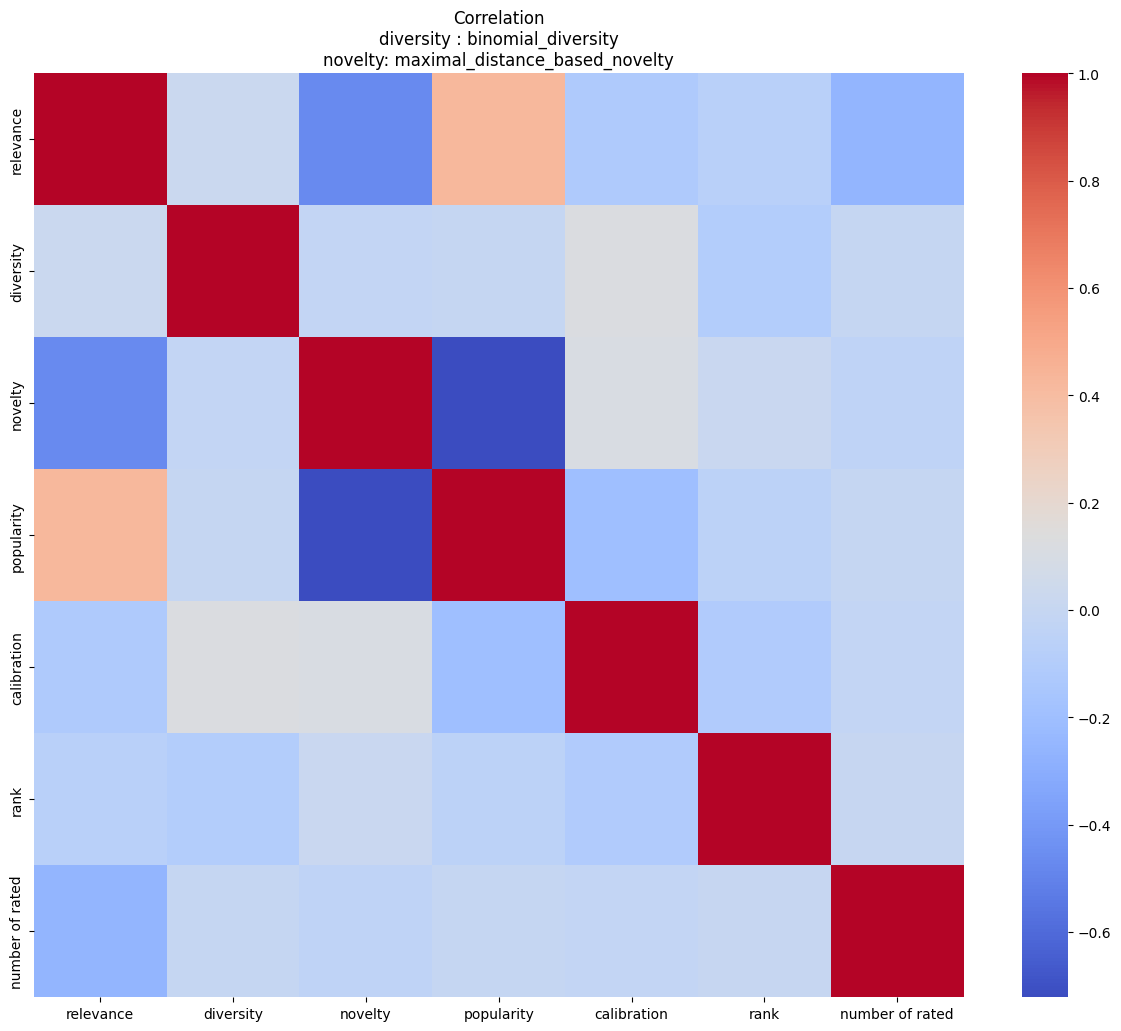 Correlation
diversity : binomial_diversity
novelty: maximal_distance_based_novelty
relevance
diversity
novelty
popularity
calibration
rank
number of rated
relevance
diversity
novelty
popularity
calibration
rank
number of rated
1.0
0.8
0.6
0.4
0.2
0.0
−0.2
−0.4
−0.6